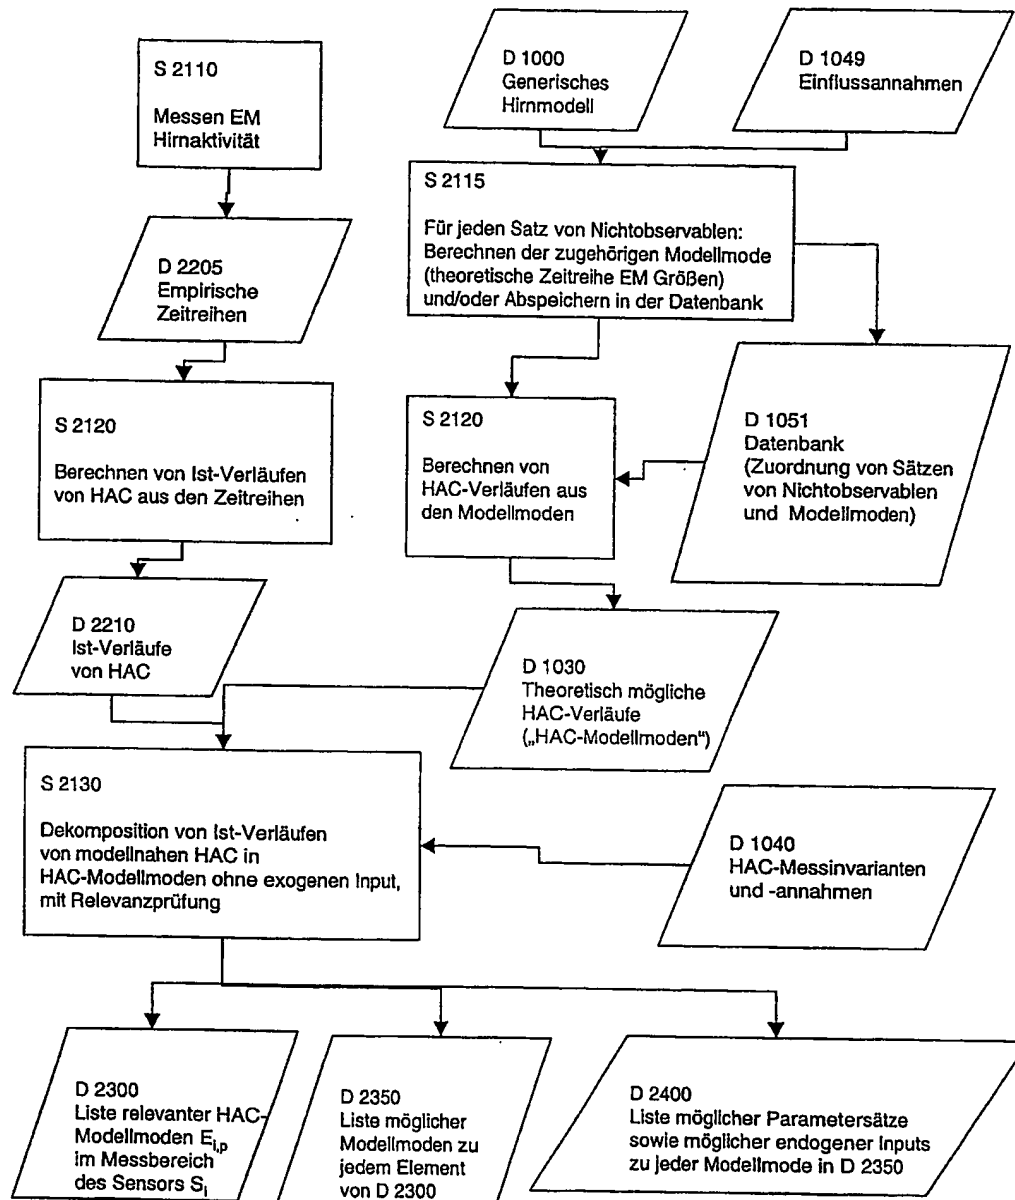 S 2110
Messen EM
Hirnaktivität
D 1000
Generisches
Hirnmodell
D 1049
Einflussannahmen
S 2115
Für jeden Satz von Nichtobservablen:
Berechnen der zugehörigen Modellmode
(theoretische Zeitreihe EM Größen)
und/oder Abspeichern in der Datenbank
D 2205
Empirische
Zeitreihen
S 2120
Berechnen von Ist-Verläufen
von HAC aus den Zeitreihen
S 2120
Berechnen von
HAC-Verläufen aus
den Modellmoden
D 1051
Datenbank
(Zuordnung von Sätzen
von Nichtobservablen
und Modellmoden)
D 2210
Ist-Verläufe
von HAC
D 1030
Theoretisch mögliche
HAC-Verläufe
(„HAC-Modellmoden“)
S 2130
Dekomposition von Ist-Verläufen
von modellnahen HAC in
HAC-Modellmoden ohne exogenen Input,
mit Relevanzprüfung
D 1040
HAC-Messinvarianten
und -annahmen
D 2300
Liste relevanter HAC-
Modellmoden E_{i,p}
im Messbereich
des Sensors S_i
D 2350
Liste möglicher
Modellmoden zu
jedem Element
von D 2300
D 2400
Liste möglicher Parametersätze
sowie möglicher endogener Inputs
zu jeder Modellmode in D 2350